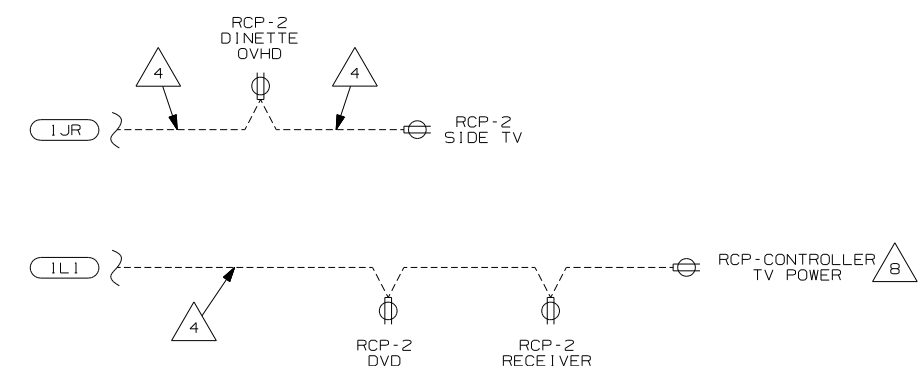 RCP-2
DINETTE
OVHD
4
4
1JR
RCP-2
SIDE TV
1L1
RCP-CONTROLLER
TV POWER
8
4
RCP-2
DVD
RCP-2
RECEIVER